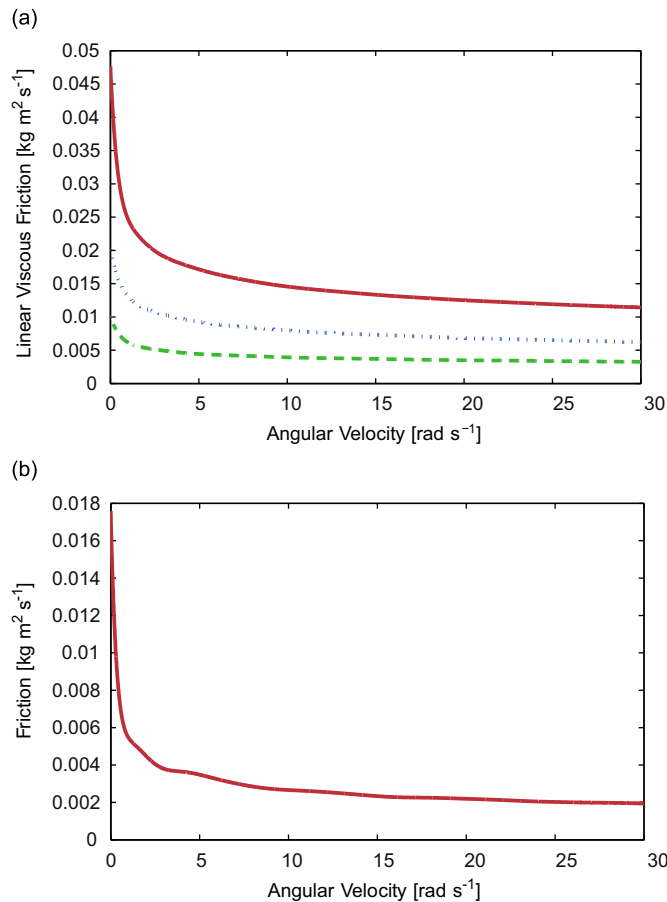 (a)
0.05
0.045
0.04
0.035
0.03
0.025
0.02
0.015
0.01
0.005
0
Linear Viscous Friction [kg m² s⁻¹]
0 5 10 15 20 25 30
Angular Velocity [rad s⁻¹]
(b)
0.018
0.016
0.014
0.012
0.01
0.008
0.006
0.004
0.002
0
Friction [kg m² s⁻¹]
0 5 10 15 20 25 30
Angular Velocity [rad s⁻¹]